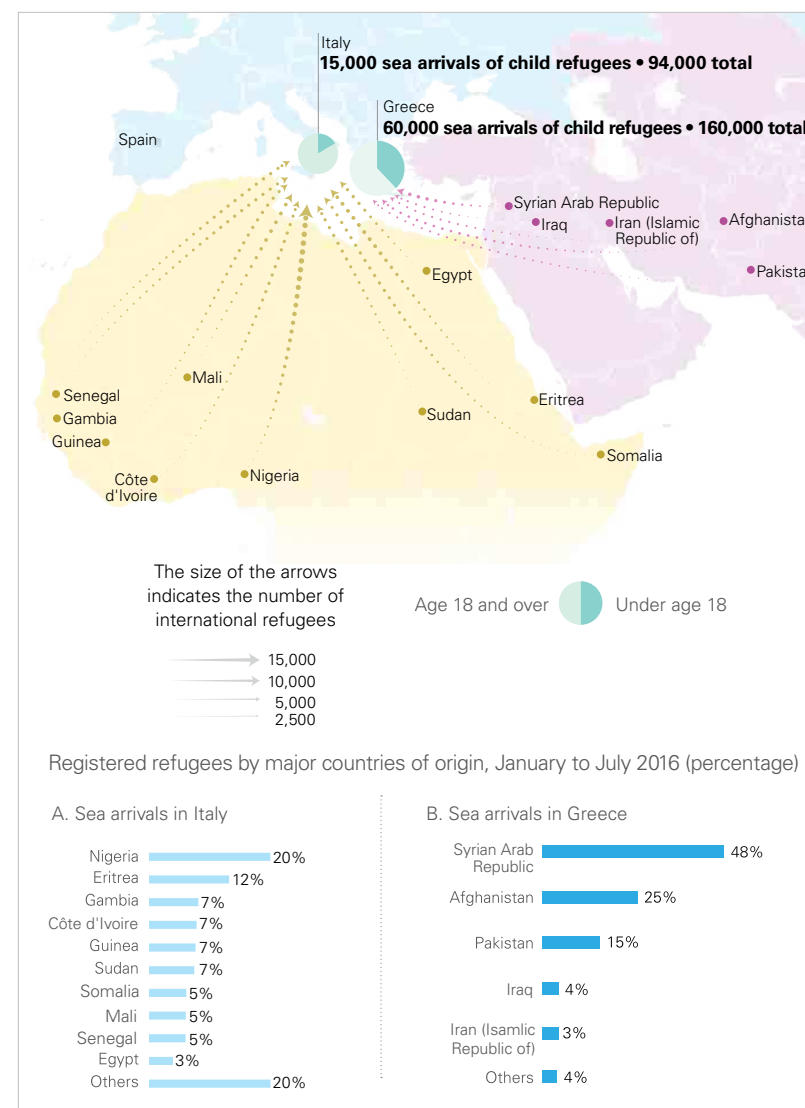 Italy
15,000 sea arrivals of child refugees • 94,000 total
Greece
60,000 sea arrivals of child refugees • 160,000 total
Spain
Syrian Arab Republic
Iraq
Iran (Islamic
Republic of)
Afghanista
Pakista
Egypt
Mali
Senegal
Gambia
Guinea
Côte
d'Ivoire
Nigeria
Sudan
Eritrea
Somalia
The size of the arrows
indicates the number of
international refugees
15,000
10,000
5,000
2,500
Age 18 and over
Under age 18
Registered refugees by major countries of origin, January to July 2016 (percentage)
A. Sea arrivals in Italy
Nigeria 20%
Eritrea 12%
Gambia 7%
Côte d'Ivoire 7%
Guinea 7%
Sudan 7%
Somalia 5%
Mali 5%
Senegal 5%
Egypt 3%
Others 20%
B. Sea arrivals in Greece
Syrian Arab
Republic 48%
Afghanistan 25%
Pakistan 15%
Iraq 4%
Iran (Isamlic
Republic of) 3%
Others 4%